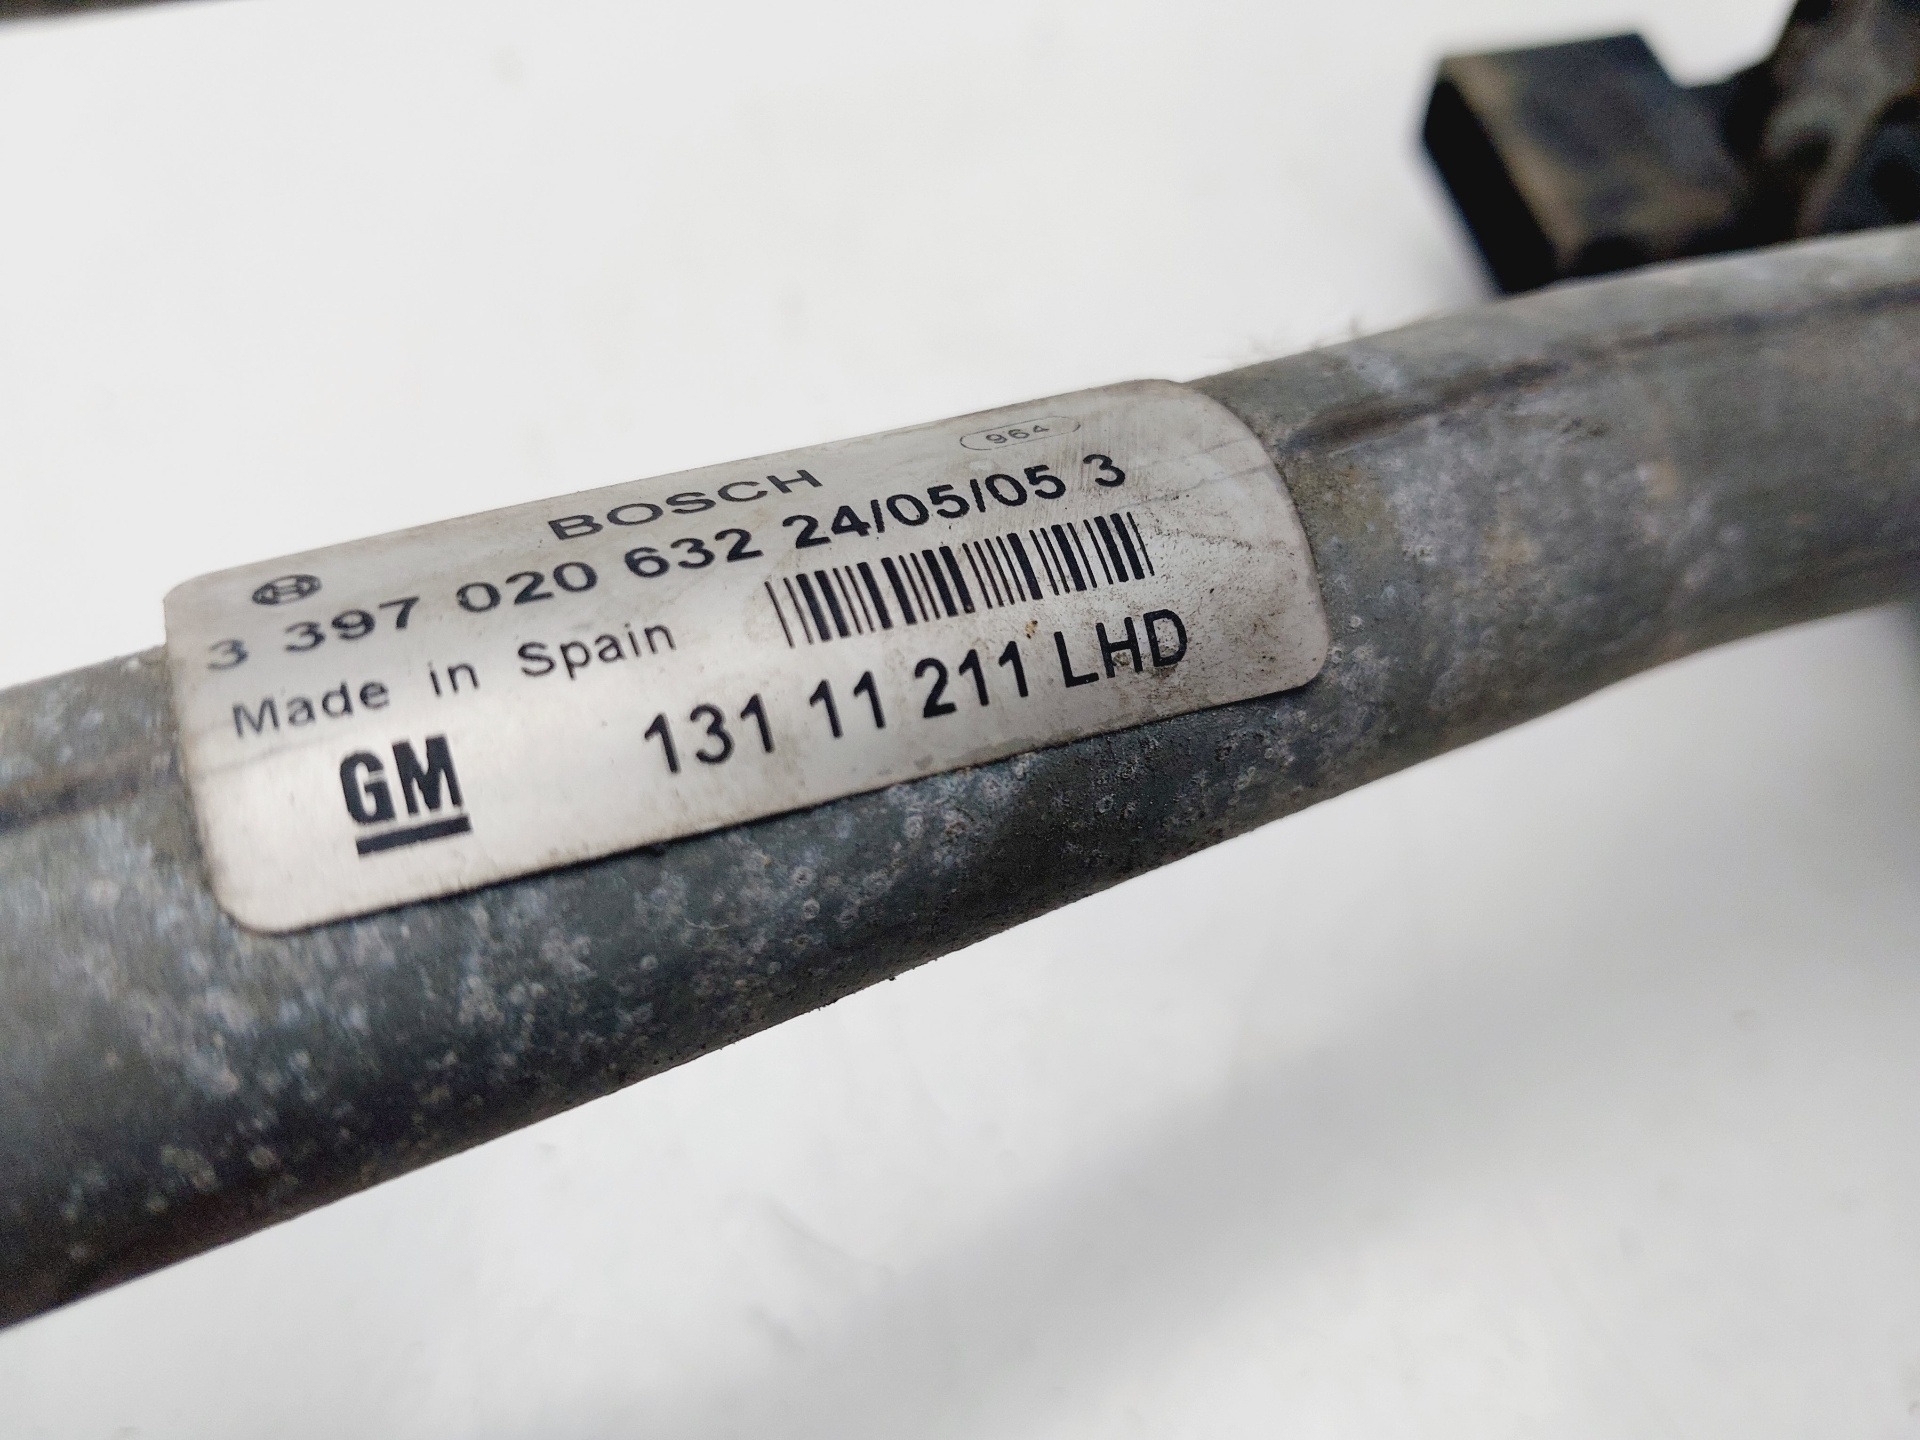 964
BOSCH
3 397 020 632 24/05/05 3
Made in Spain
GM 131 11 211 LHD